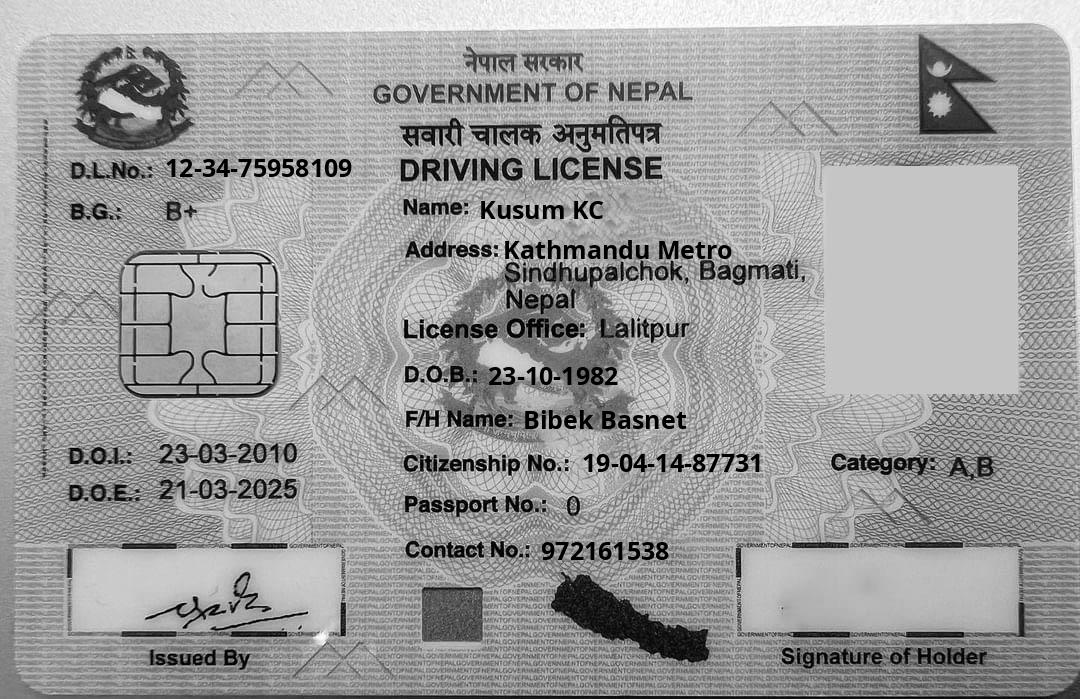 नेपाल सरकार
GOVERNMENT OF NEPAL
सवारी चालक अनुमतिपत्र
DRIVING LICENSE
D.L.No.: 12-34-75958109
B.G.: B+
Name: Kusum KC
Address: Kathmandu Metro
Sindhupalchok, Bagmati,
Nepal
License Office: Lalitpur
D.O.B.: 23-10-1982
F/H Name: Bibek Basnet
D.O.I.: 23-03-2010
Citizenship No.: 19-04-14-87731
Category: A,B
D.O.E.: 21-03-2025
Passport No.: 0
Contact No.: 972161538
Issued By
Signature of Holder